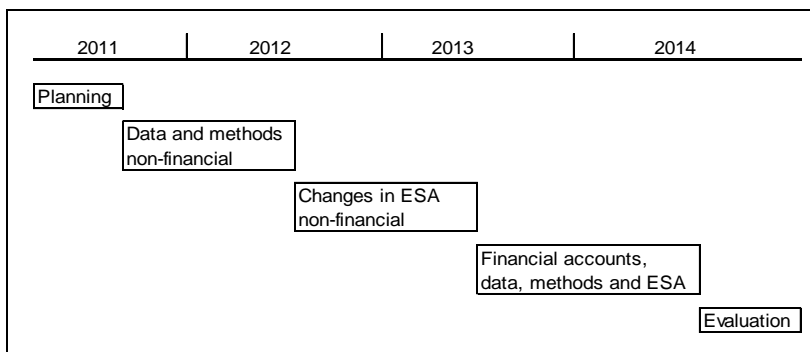 2011 2012 2013 2014
Planning
Data and methods
non-financial
Changes in ESA
non-financial
Financial accounts,
data, methods and ESA
Evaluation